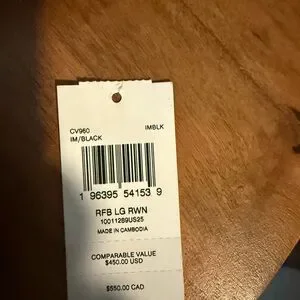 CV960 IMBLK
IM/BLACK
1 96395 54153 9
RFB LG RWN
10011289US25
MADE IN CAMBODIA
COMPARABLE VALUE
$450.00 USD
$550.00 CAD